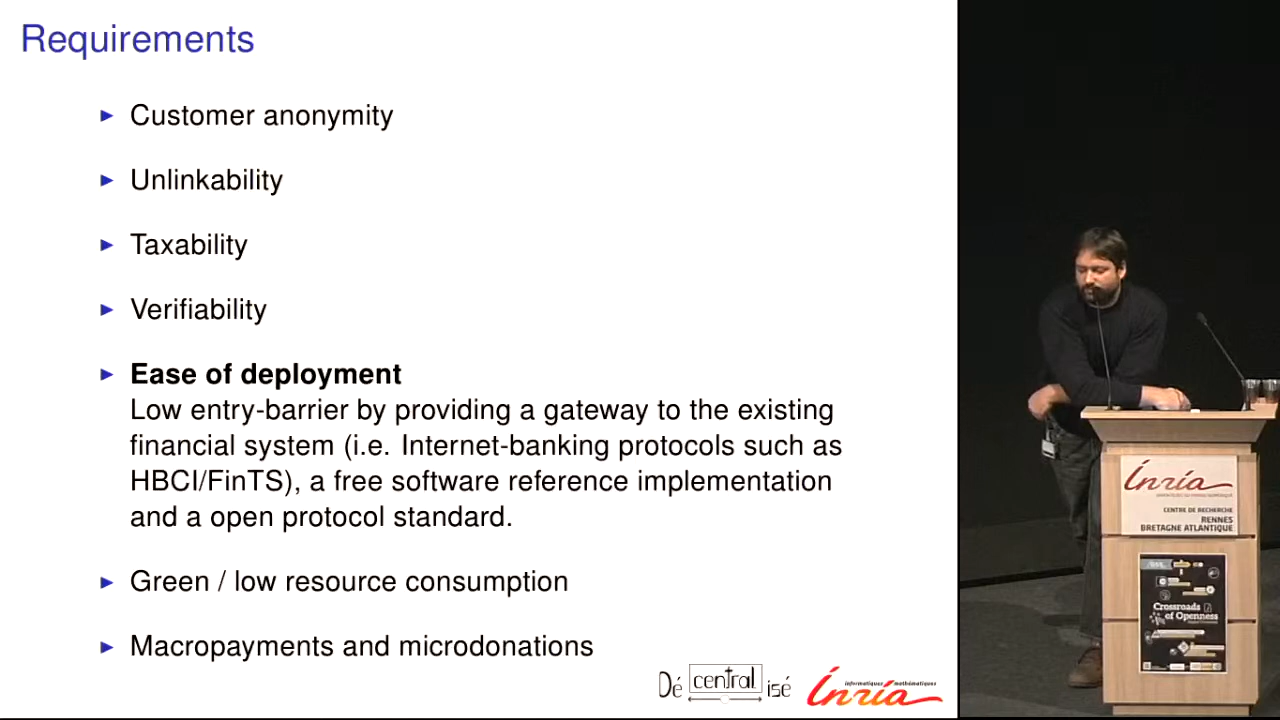 Requirements
Customer anonymity
Unlinkability
Taxability
Verifiability
Ease of deployment
Low entry-barrier by providing a gateway to the existing
financial system (i.e. Internet-banking protocols such as
HBCI/FinTS), a free software reference implementation
and a open protocol standard.
Green / low resource consumption
Macropayments and microdonations
Dé central isé
informatiques mathématiques
Inria
Inria
CENTRE DE RECHERCHE
RENNES
BRETAGNE ATLANTIQUE
Crossroads
of Openness